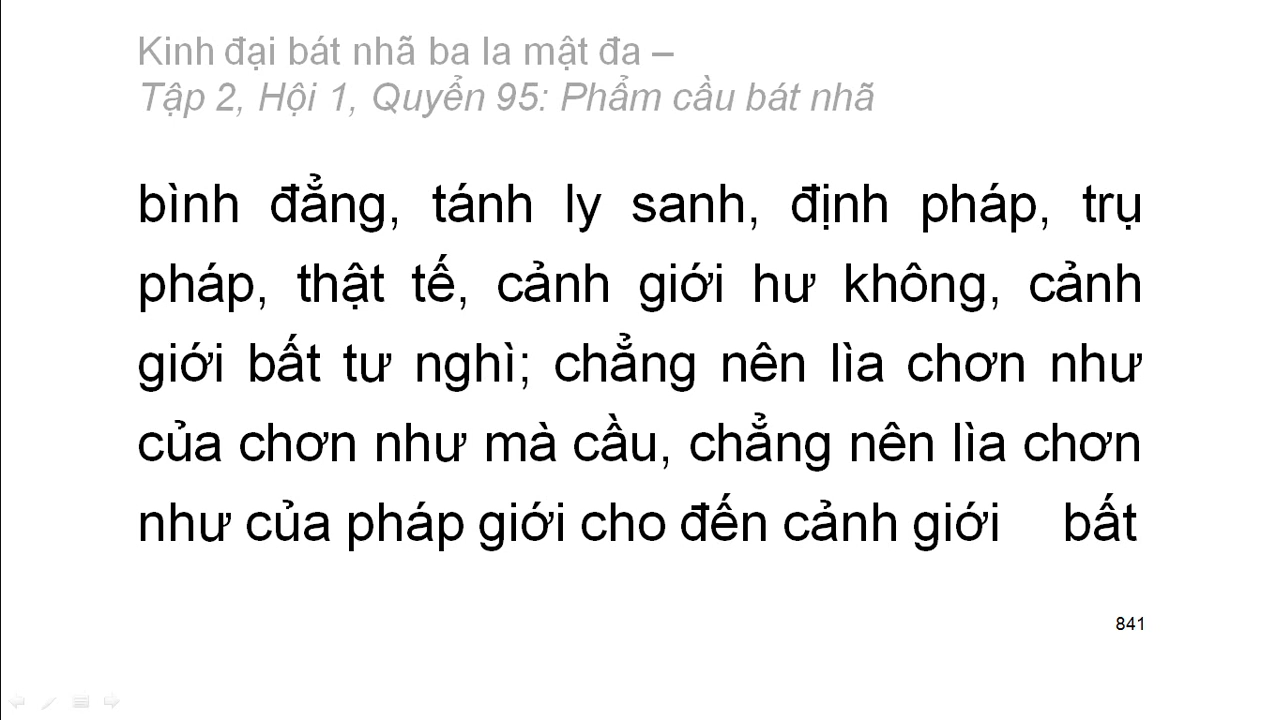 Kinh đại bát nhã ba la mật đa –
Tập 2, Hội 1, Quyển 95: Phẩm cầu bát nhã
bình đẳng, tánh ly sanh, định pháp, trụ
pháp, thật tế, cảnh giới hư không, cảnh
giới bất tư nghì; chẳng nên lìa chơn như
của chơn như mà cầu, chẳng nên lìa chơn
như của pháp giới cho đến cảnh giới bất
841